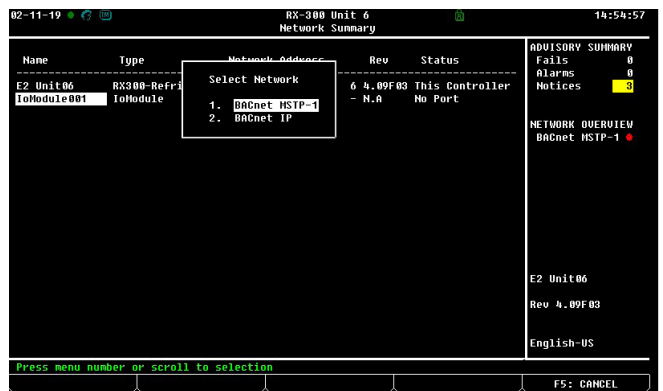 02-11-19 RX-300 Unit 6 14:54:57
Network Summary
ADVISORY SUMMARY
Fails 0
Alarms 0
Notices 3
NETWORK OVERVIEW
BACnet MSTP-1
Name Type Network Address Rev Status
E2 Unit06 RX300-Refri 6 4.09F03 This Controller
IoModule001 IoModule - N.A No Port
Select Network
1. BACnet MSTP-1
2. BACnet IP
E2 Unit06
Rev 4.09F03
English-US
Press menu number or scroll to selection
F5: CANCEL